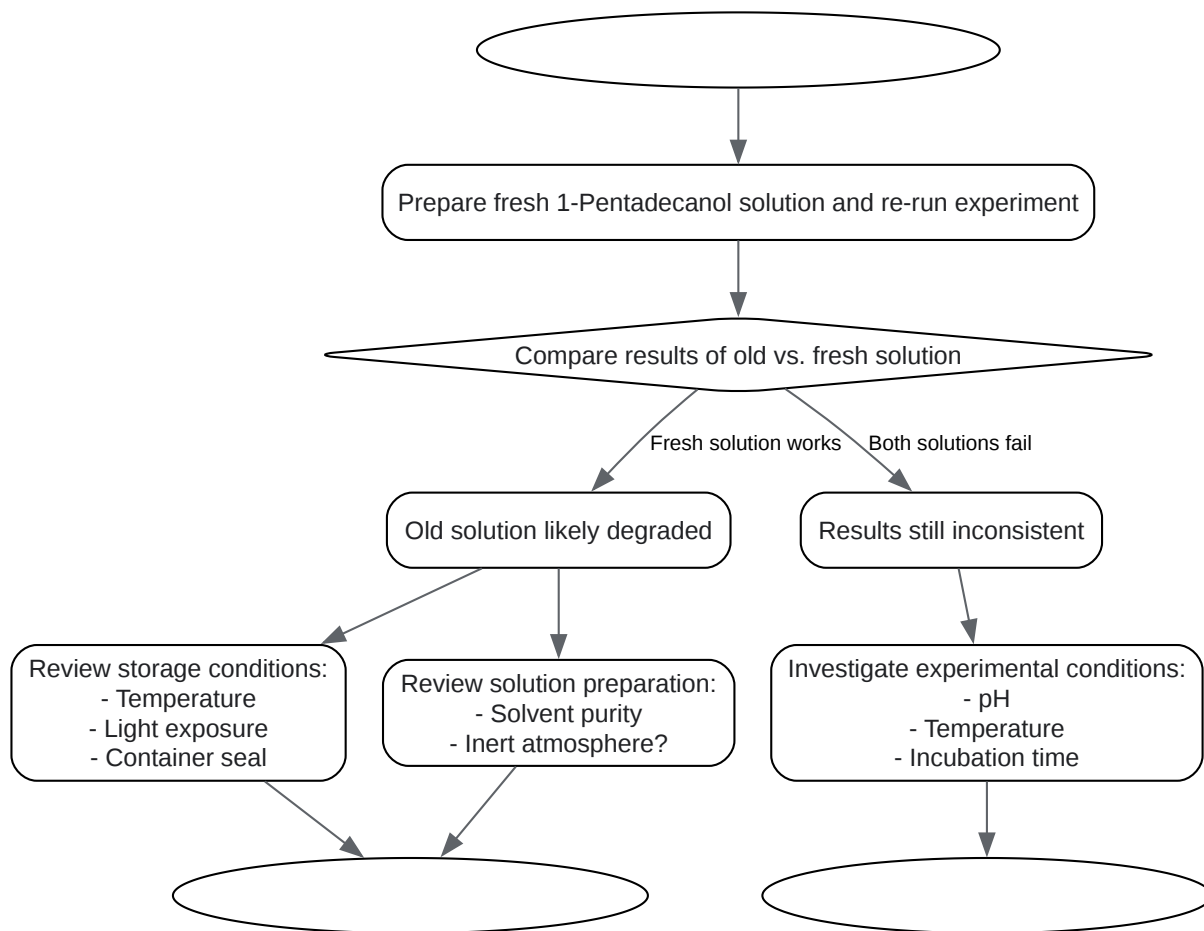 Prepare fresh 1-Pentadecanol solution and re-run experiment
Compare results of old vs. fresh solution
Fresh solution works
Both solutions fail
Old solution likely degraded
Results still inconsistent
Review storage conditions:
- Temperature
- Light exposure
- Container seal
Review solution preparation:
- Solvent purity
- Inert atmosphere?
Investigate experimental conditions:
- pH
- Temperature
- Incubation time